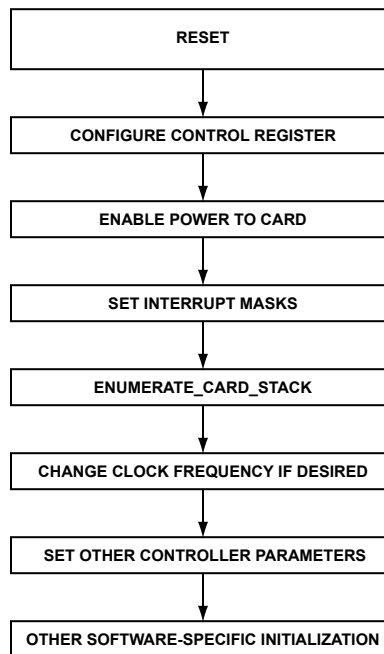 RESET
CONFIGURE CONTROL REGISTER
ENABLE POWER TO CARD
SET INTERRUPT MASKS
ENUMERATE_CARD_STACK
CHANGE CLOCK FREQUENCY IF DESIRED
SET OTHER CONTROLLER PARAMETERS
OTHER SOFTWARE-SPECIFIC INITIALIZATION